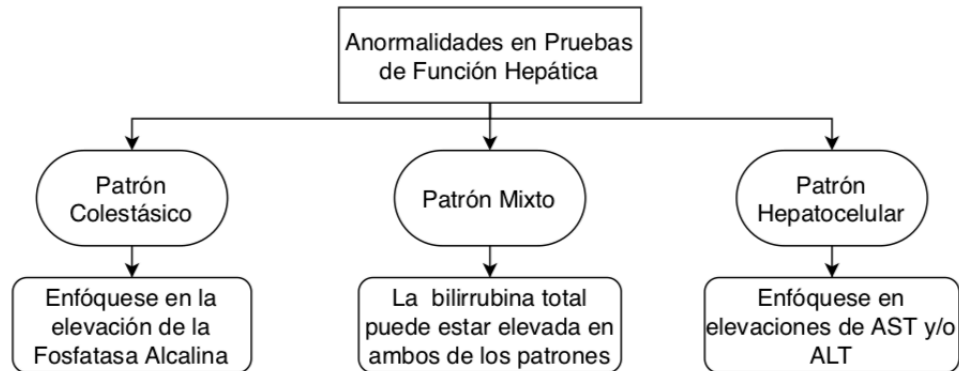 Anormalidades en Pruebas
de Función Hepática
Patrón
Colestásico
Patrón Mixto
Patrón
Hepatocelular
Enfóquese en la
elevación de la
Fosfatasa Alcalina
La bilirrubina total
puede estar elevada en
ambos de los patrones
Enfóquese en
elevaciones de AST y/o
ALT